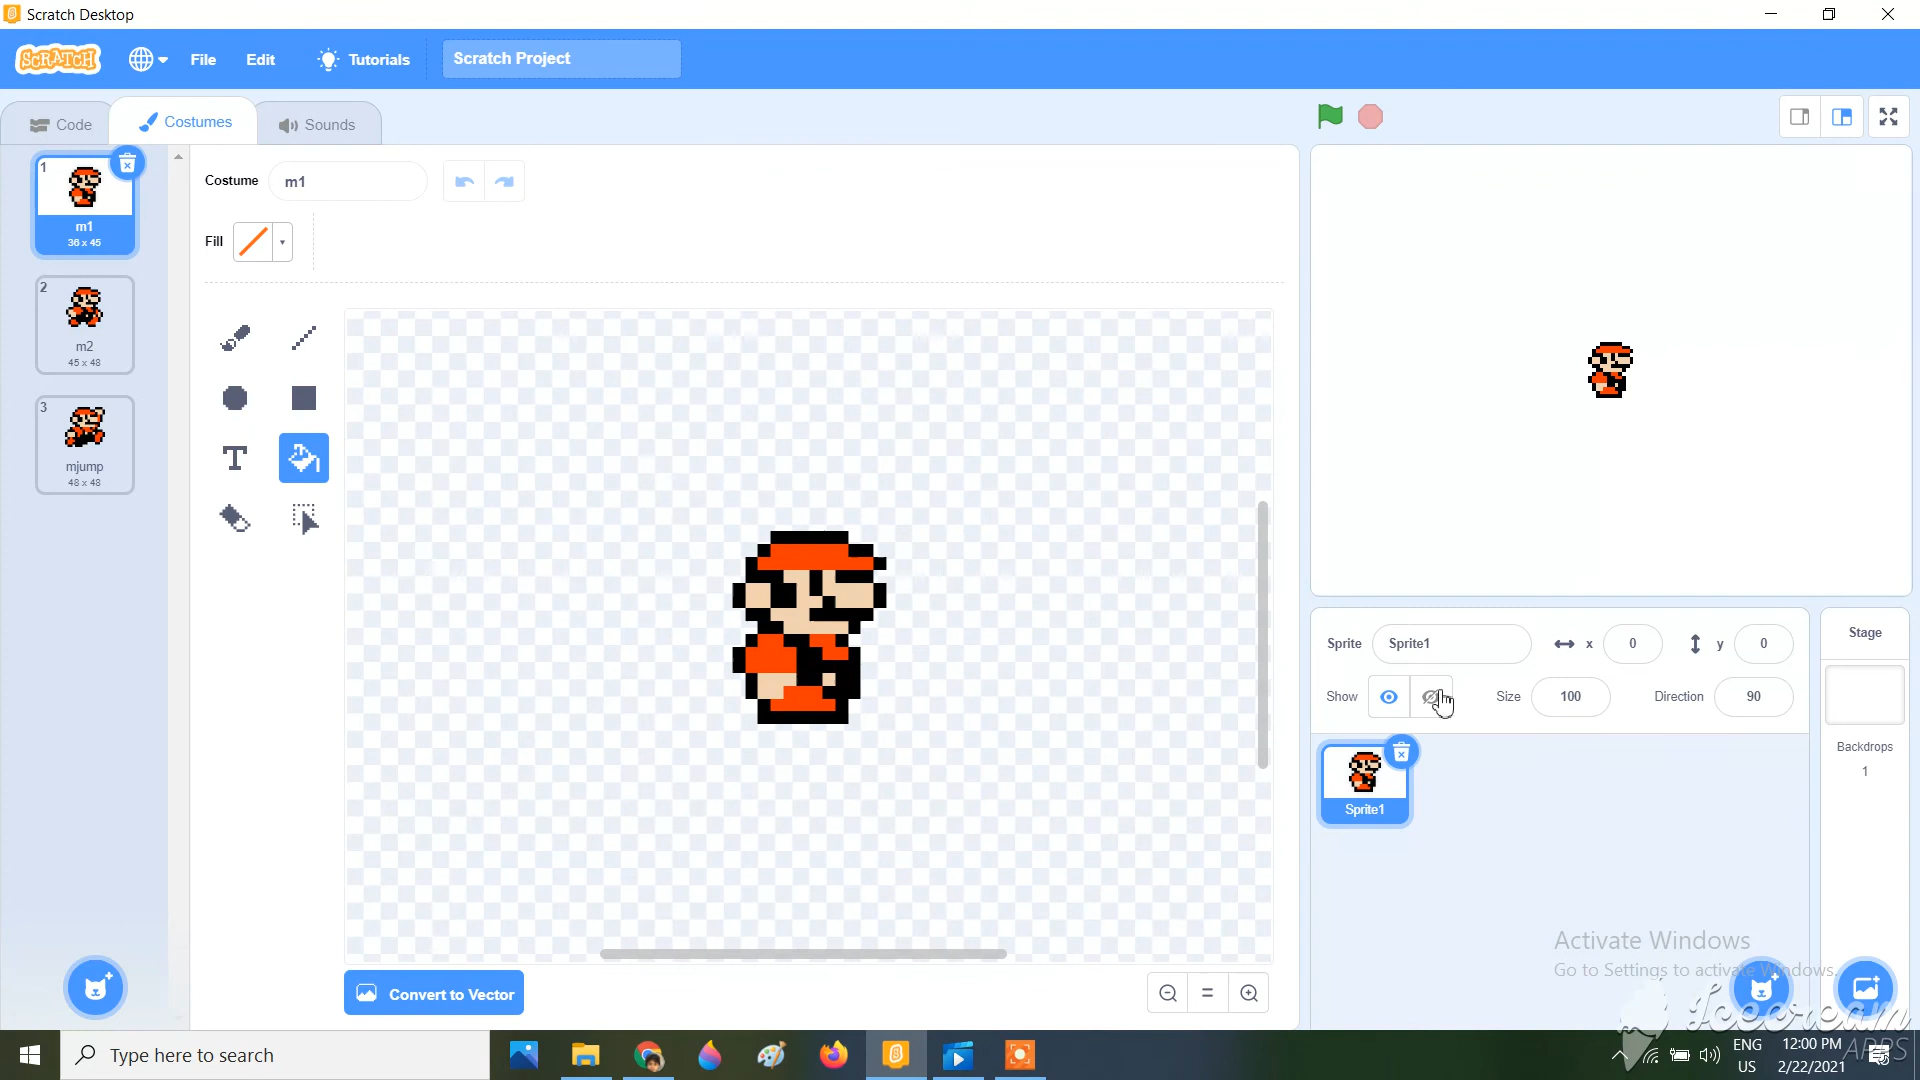 Scratch Desktop
SCRATCH
File
Edit
Tutorials
Scratch Project
Code
Costumes
Sounds
1
m1
36 x 45
2
m2
45 x 48
3
mjump
48 x 48
Costume
m1
Fill
T
Convert to Vector
Sprite
Sprite1
x
0
y
0
Show
Size
100
Direction
90
Sprite1
Stage
Backdrops
1
Activate Windows
Go to Settings to activate Windows.
Icecream
APPS
Type here to search
ENG
US
12:00 PM
2/22/2021